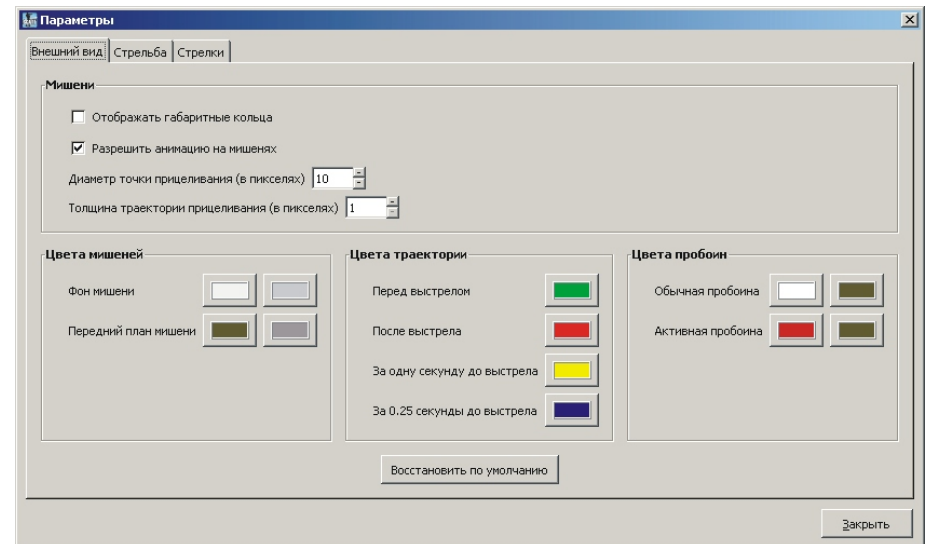 Параметры
Внешний вид Стрельба Стрелки
Мишени
Отображать габаритные кольца
Разрешить анимацию на мишенях
Диаметр точки прицеливания (в пикселях) 10
Толщина траектории прицеливания (в пикселях) 1
Цвета мишеней
Фон мишени
Передний план мишени
Цвета траектории
Перед выстрелом
После выстрела
За одну секунду до выстрела
За 0.25 секунды до выстрела
Цвета пробоин
Обычная пробоина
Активная пробоина
Восстановить по умолчанию
Закрыть